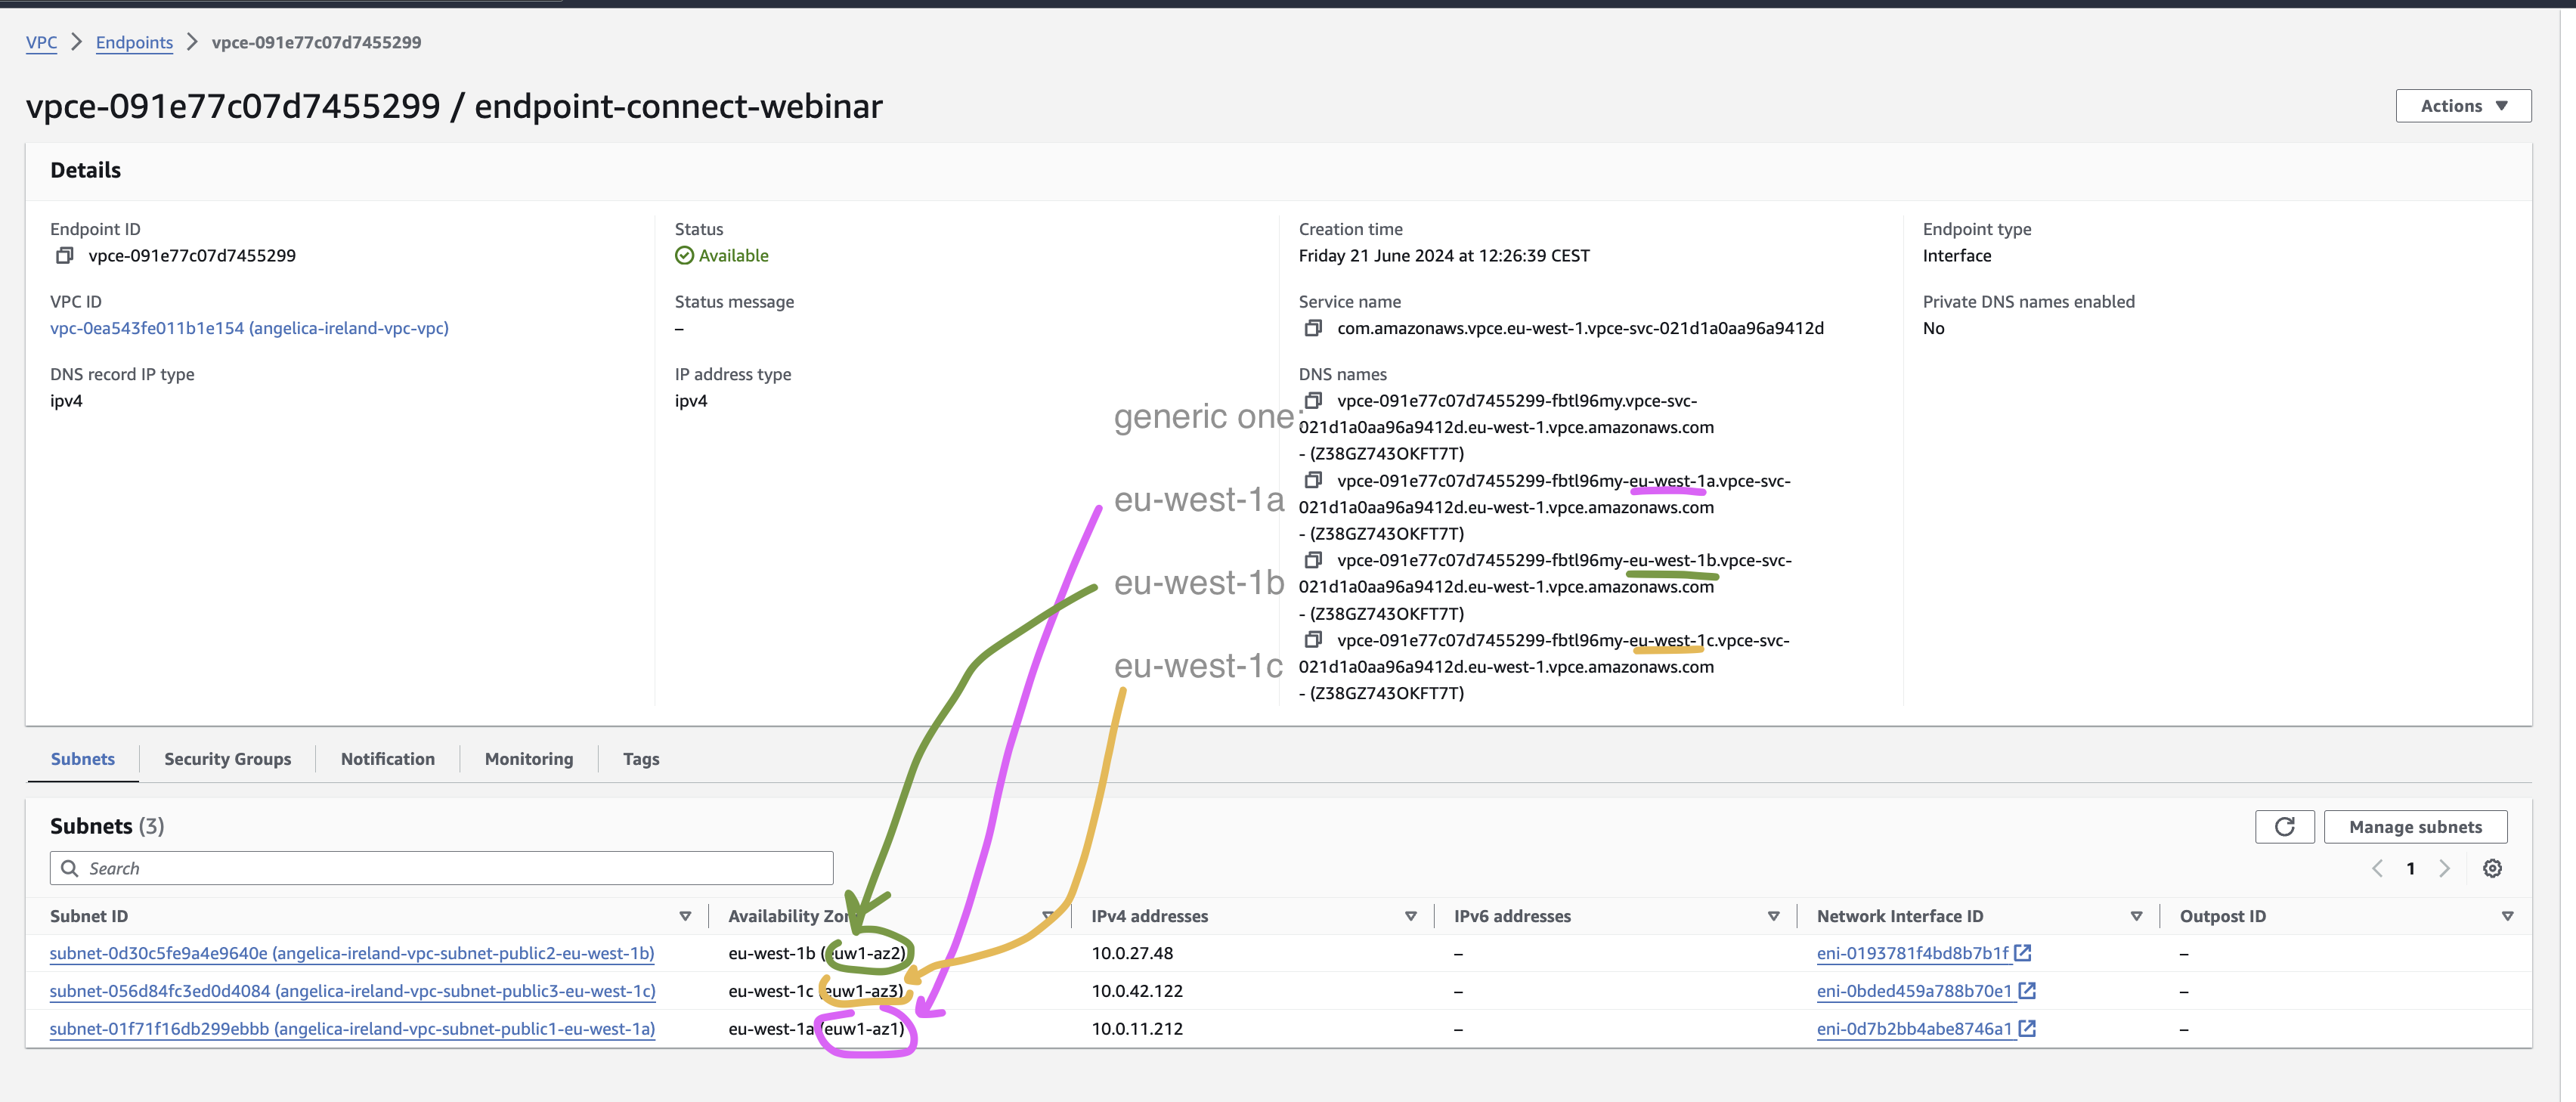 VPC > Endpoints > vpce-091e77c07d7455299
vpce-091e77c07d7455299 / endpoint-connect-webinar
Actions
Details
Endpoint ID
vpce-091e77c07d7455299
VPC ID
vpc-0ea543fe011b1e154 (angelica-ireland-vpc-vpc)
DNS record IP type
ipv4
Status
Available
Status message
–
IP address type
ipv4
Creation time
Friday 21 June 2024 at 12:26:39 CEST
Service name
com.amazonaws.vpce.eu-west-1.vpce-svc-021d1a0aa96a9412d
DNS names
generic one:
vpce-091e77c07d7455299-fbtl96my.vpce-svc-
021d1a0aa96a9412d.eu-west-1.vpce.amazonaws.com
- (Z38GZ743OKFT7T)
eu-west-1a
vpce-091e77c07d7455299-fbtl96my-eu-west-1a.vpce-svc-
021d1a0aa96a9412d.eu-west-1.vpce.amazonaws.com
- (Z38GZ743OKFT7T)
eu-west-1b
vpce-091e77c07d7455299-fbtl96my-eu-west-1b.vpce-svc-
021d1a0aa96a9412d.eu-west-1.vpce.amazonaws.com
- (Z38GZ743OKFT7T)
eu-west-1c
vpce-091e77c07d7455299-fbtl96my-eu-west-1c.vpce-svc-
021d1a0aa96a9412d.eu-west-1.vpce.amazonaws.com
- (Z38GZ743OKFT7T)
Endpoint type
Interface
Private DNS names enabled
No
Subnets Security Groups Notification Monitoring Tags
Subnets (3)
Manage subnets
Search
1
Subnet ID Availability Zon IPv4 addresses IPv6 addresses Network Interface ID Outpost ID
subnet-0d30c5fe9a4e9640e (angelica-ireland-vpc-subnet-public2-eu-west-1b) eu-west-1b (euw1-az2) 10.0.27.48 – eni-0193781f4bd8b7b1f –
subnet-056d84fc3ed0d4084 (angelica-ireland-vpc-subnet-public3-eu-west-1c) eu-west-1c (euw1-az3) 10.0.42.122 – eni-0bded459a788b70e1 –
subnet-01f71f16db299ebbb (angelica-ireland-vpc-subnet-public1-eu-west-1a) eu-west-1a (euw1-az1) 10.0.11.212 – eni-0d7b2bb4abe8746a1 –